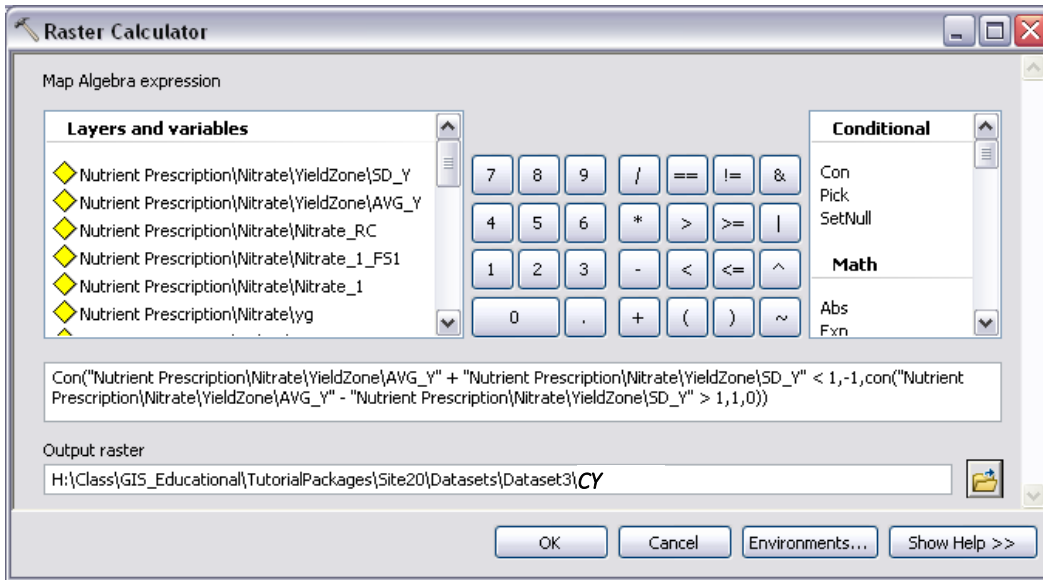 Raster Calculator
Map Algebra expression
Layers and variables
Nutrient Prescription\Nitrate\YieldZone\SD_Y
Nutrient Prescription\Nitrate\YieldZone\AVG_Y
Nutrient Prescription\Nitrate\Nitrate_RC
Nutrient Prescription\Nitrate\Nitrate_1_FS1
Nutrient Prescription\Nitrate\Nitrate_1
Nutrient Prescription\Nitrate\yg
7 8 9 / == != &
4 5 6 * > >= |
1 2 3 - < <= ^
0 . + ( ) ~
Conditional
Con
Pick
SetNull
Math
Abs
Exp
Con("Nutrient Prescription\Nitrate\YieldZone\AVG_Y" + "Nutrient Prescription\Nitrate\YieldZone\SD_Y" < 1,-1,con("Nutrient
Prescription\Nitrate\YieldZone\AVG_Y" - "Nutrient Prescription\Nitrate\YieldZone\SD_Y" > 1,1,0))
Output raster
H:\Class\GIS_Educational\TutorialPackages\Site20\Datasets\Dataset3\CY
OK
Cancel
Environments...
Show Help >>